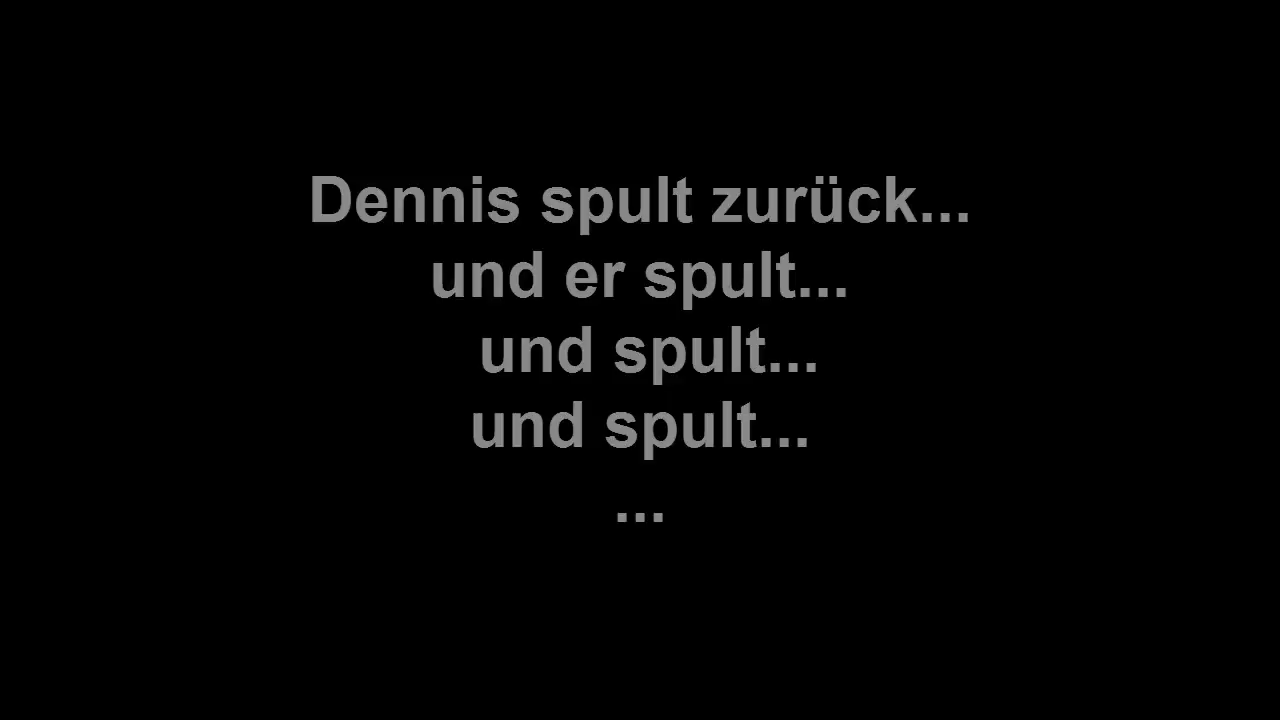 Dennis spult zurück...
und er spult...
und spult...
und spult...
...